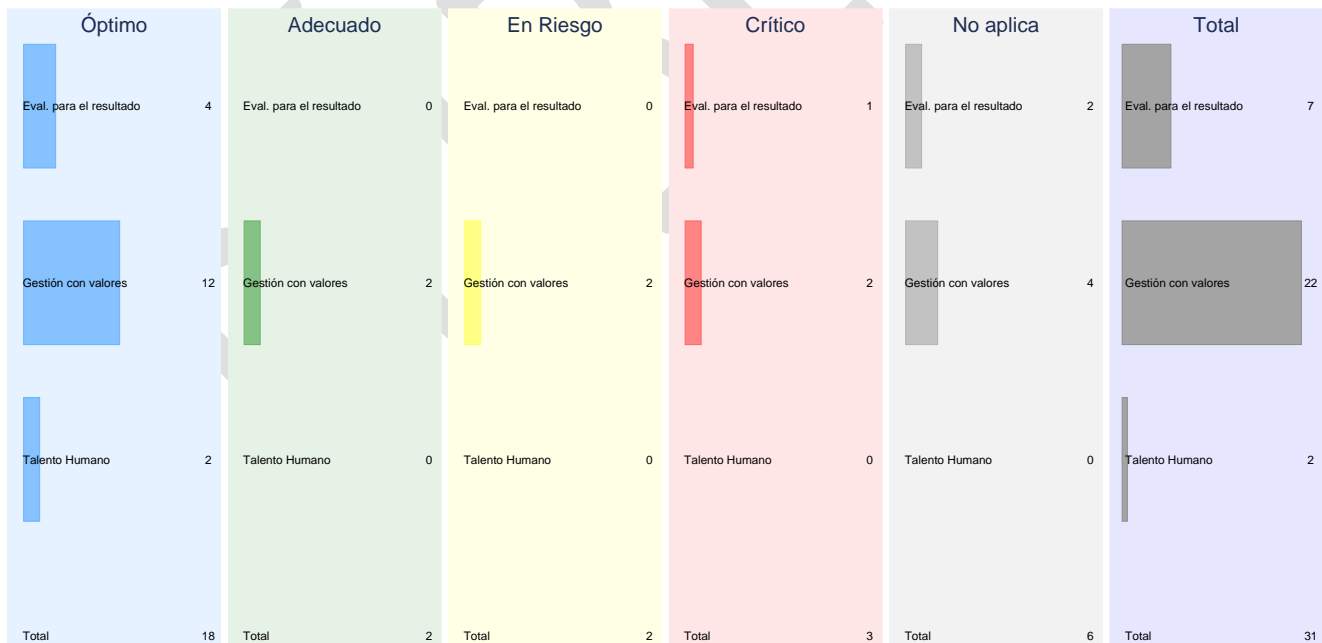 Óptimo Adecuado En Riesgo Crítico No aplica Total
Eval. para el resultado 4 Eval. para el resultado 0 Eval. para el resultado 0 Eval. para el resultado 1 Eval. para el resultado 2 Eval. para el resultado 7
Gestión con valores 12 Gestión con valores 2 Gestión con valores 2 Gestión con valores 2 Gestión con valores 4 Gestión con valores 22
Talento Humano 2 Talento Humano 0 Talento Humano 0 Talento Humano 0 Talento Humano 0 Talento Humano 2
Total 18 Total 2 Total 2 Total 3 Total 6 Total 31